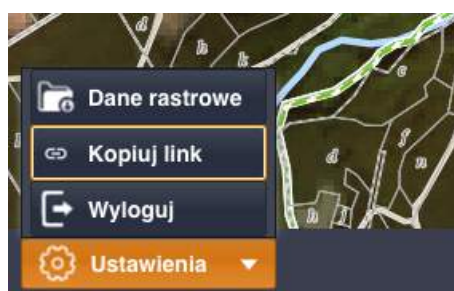 d
h
k
c
Dane rastrowe
Kopiuj link
Wyloguj
Ustawienia
d
f
n
h